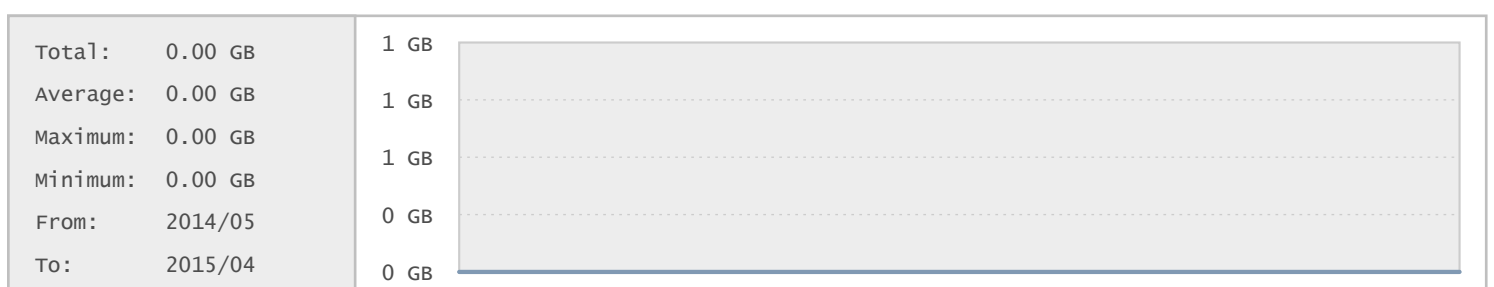 Total: 0.00 GB
Average: 0.00 GB
Maximum: 0.00 GB
Minimum: 0.00 GB
From: 2014/05
To: 2015/04
1 GB
1 GB
1 GB
0 GB
0 GB